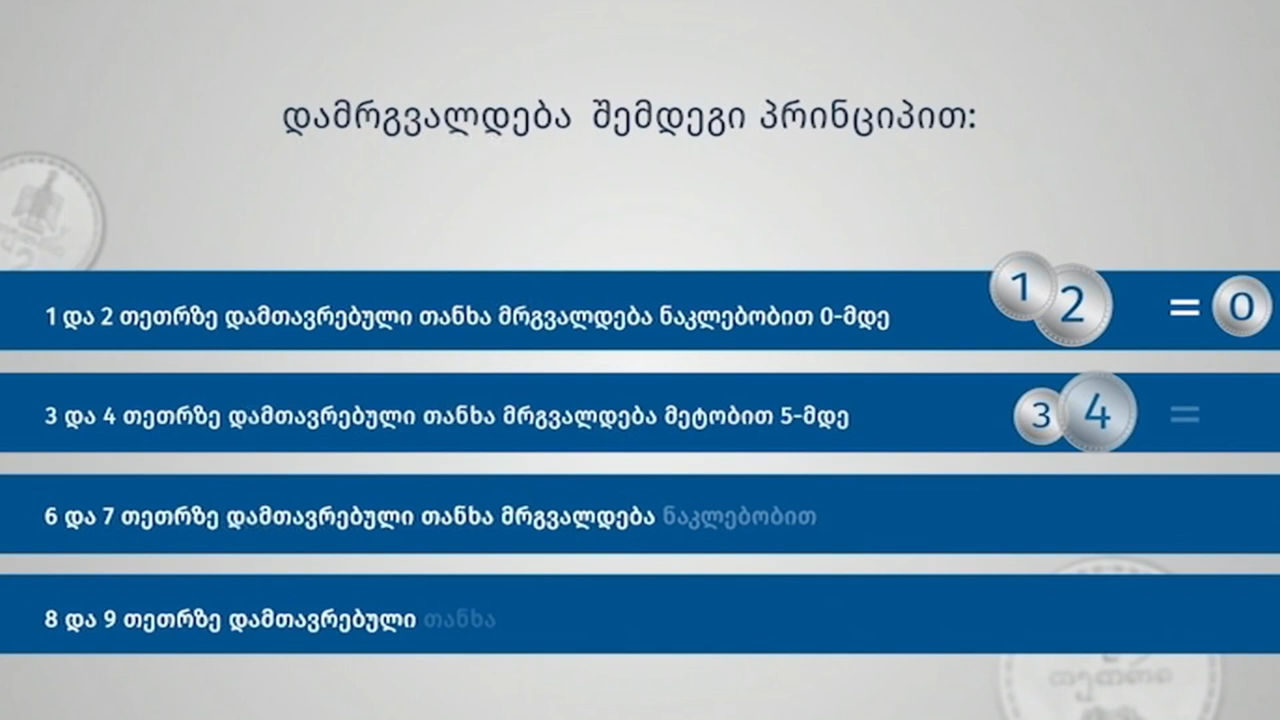 დამრგვალდება შემდეგი პრინციპით:
1 და 2 თეთრზე დამთავრებული თანხა მრგვალდება ნაკლებობით 0-მდე
1 2 = 0
3 და 4 თეთრზე დამთავრებული თანხა მრგვალდება მეტობით 5-მდე
3 4 =
6 და 7 თეთრზე დამთავრებული თანხა მრგვალდება ნაკლებობით
8 და 9 თეთრზე დამთავრებული თანხა
თეთრი